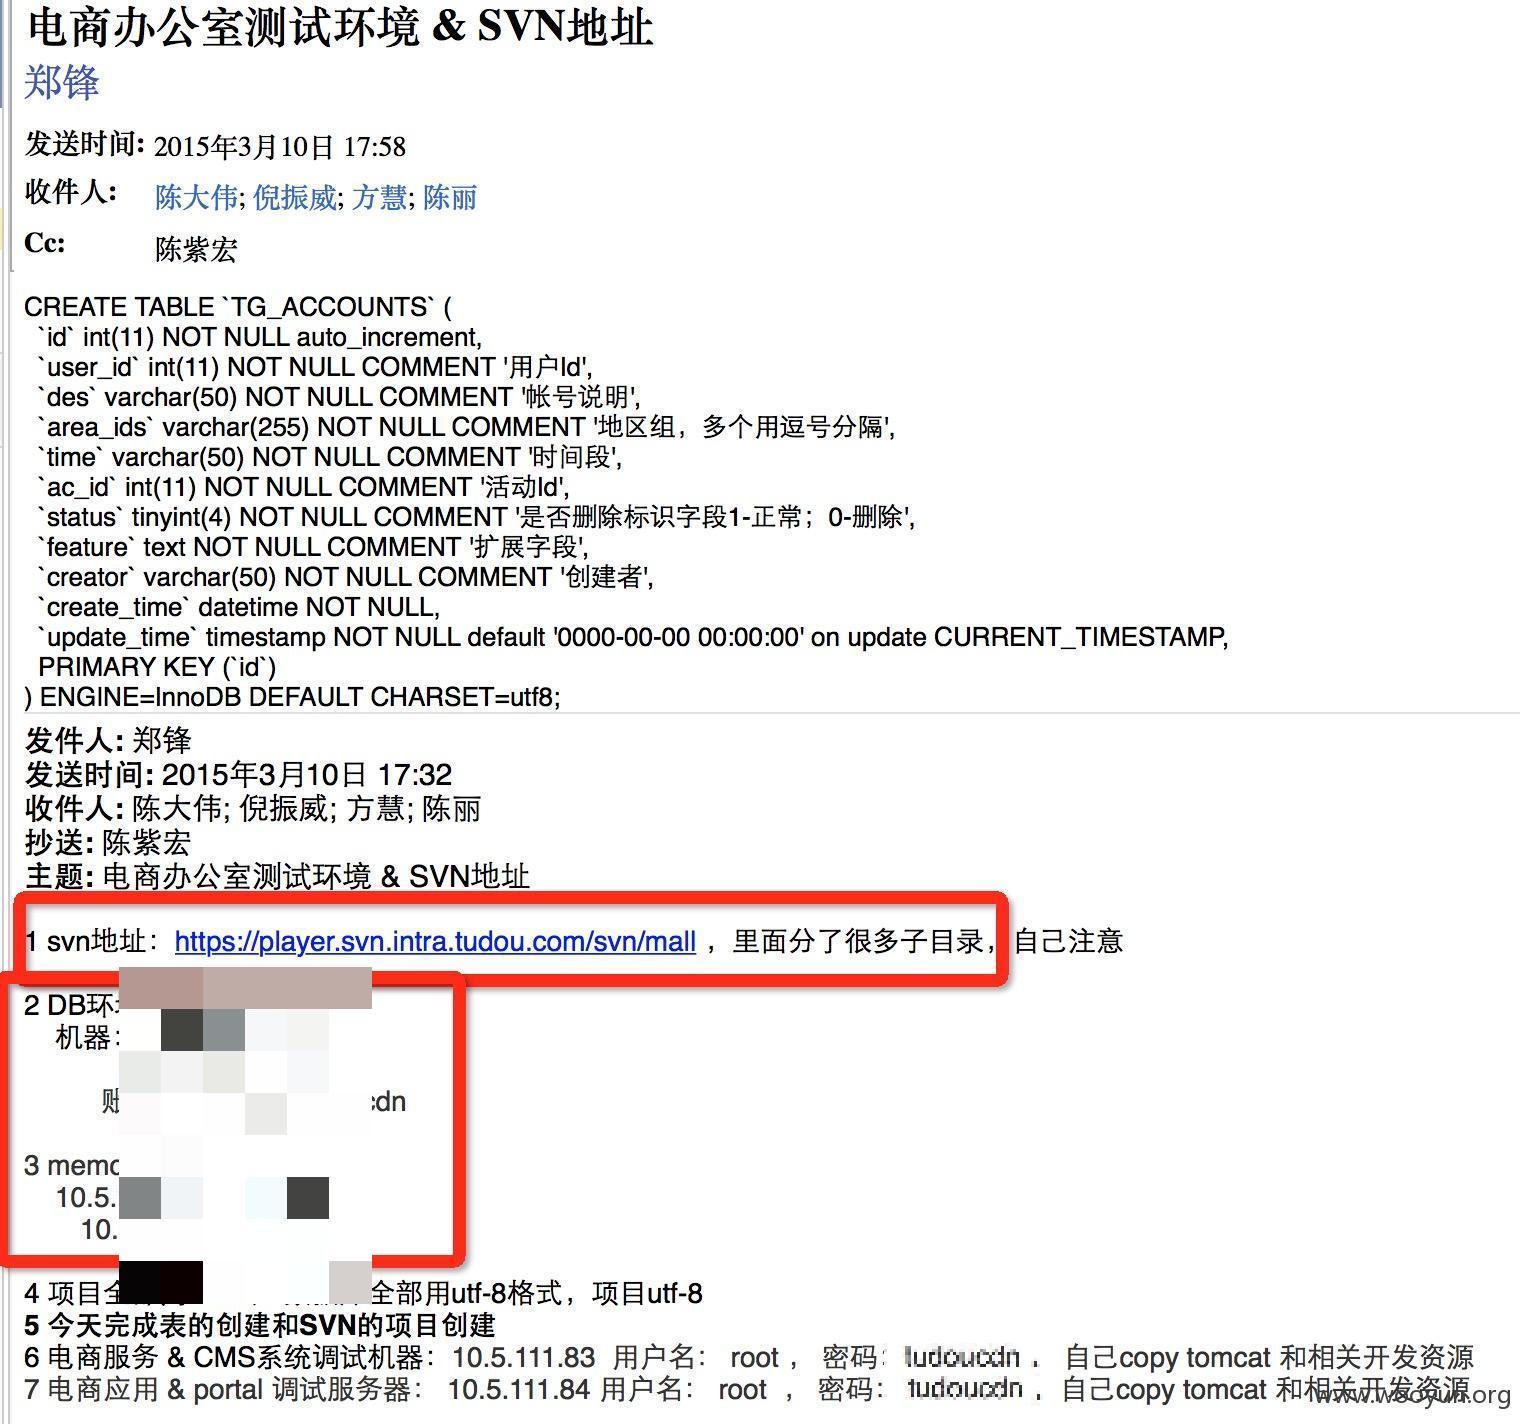 电商办公室测试环境 & SVN地址
郑锋
发送时间: 2015年3月10日 17:58
收件人: 陈大伟; 倪振威; 方慧; 陈丽
Cc: 陈紫宏
CREATE TABLE `TG_ACCOUNTS` (
`id` int(11) NOT NULL auto_increment,
`user_id` int(11) NOT NULL COMMENT '用户Id',
`des` varchar(50) NOT NULL COMMENT '帐号说明',
`area_ids` varchar(255) NOT NULL COMMENT '地区组，多个用逗号分隔',
`time` varchar(50) NOT NULL COMMENT '时间段',
`ac_id` int(11) NOT NULL COMMENT '活动Id',
`status` tinyint(4) NOT NULL COMMENT '是否删除标识字段1-正常；0-删除',
`feature` text NOT NULL COMMENT '扩展字段',
`creator` varchar(50) NOT NULL COMMENT '创建者',
`create_time` datetime NOT NULL,
`update_time` timestamp NOT NULL default '0000-00-00 00:00:00' on update CURRENT_TIMESTAMP,
PRIMARY KEY (`id`)
) ENGINE=InnoDB DEFAULT CHARSET=utf8;
发件人: 郑锋
发送时间: 2015年3月10日 17:32
收件人: 陈大伟; 倪振威; 方慧; 陈丽
抄送: 陈紫宏
主题: 电商办公室测试环境 & SVN地址
1 svn地址： https://player.svn.intra.tudou.com/svn/mall ，里面分了很多子目录，自己注意
2 DB环
机器：
cdn
3
10.5.
10.
4 项目 全部用utf-8格式，项目utf-8
5 今天完成表的创建和SVN的项目创建
6 电商服务 & CMS系统调试机器： 10.5.111.83 用户名： root ， 密码： ， 自己copy tomcat 和相关开发资源
7 电商应用 & portal 调试服务器： 10.5.111.84 用户名： root ， 密码： ， 自己copy tomcat 和相关开发资源
www.wooyun.org